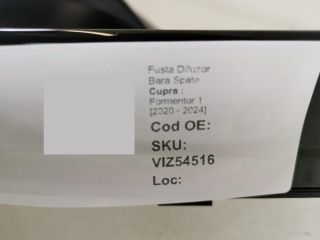 Fusta Difuzor
Bara Spate
Cupra :
Formentor 1
[2020 - 2024]
Cod OE:
SKU:
VIZ54516
Loc: